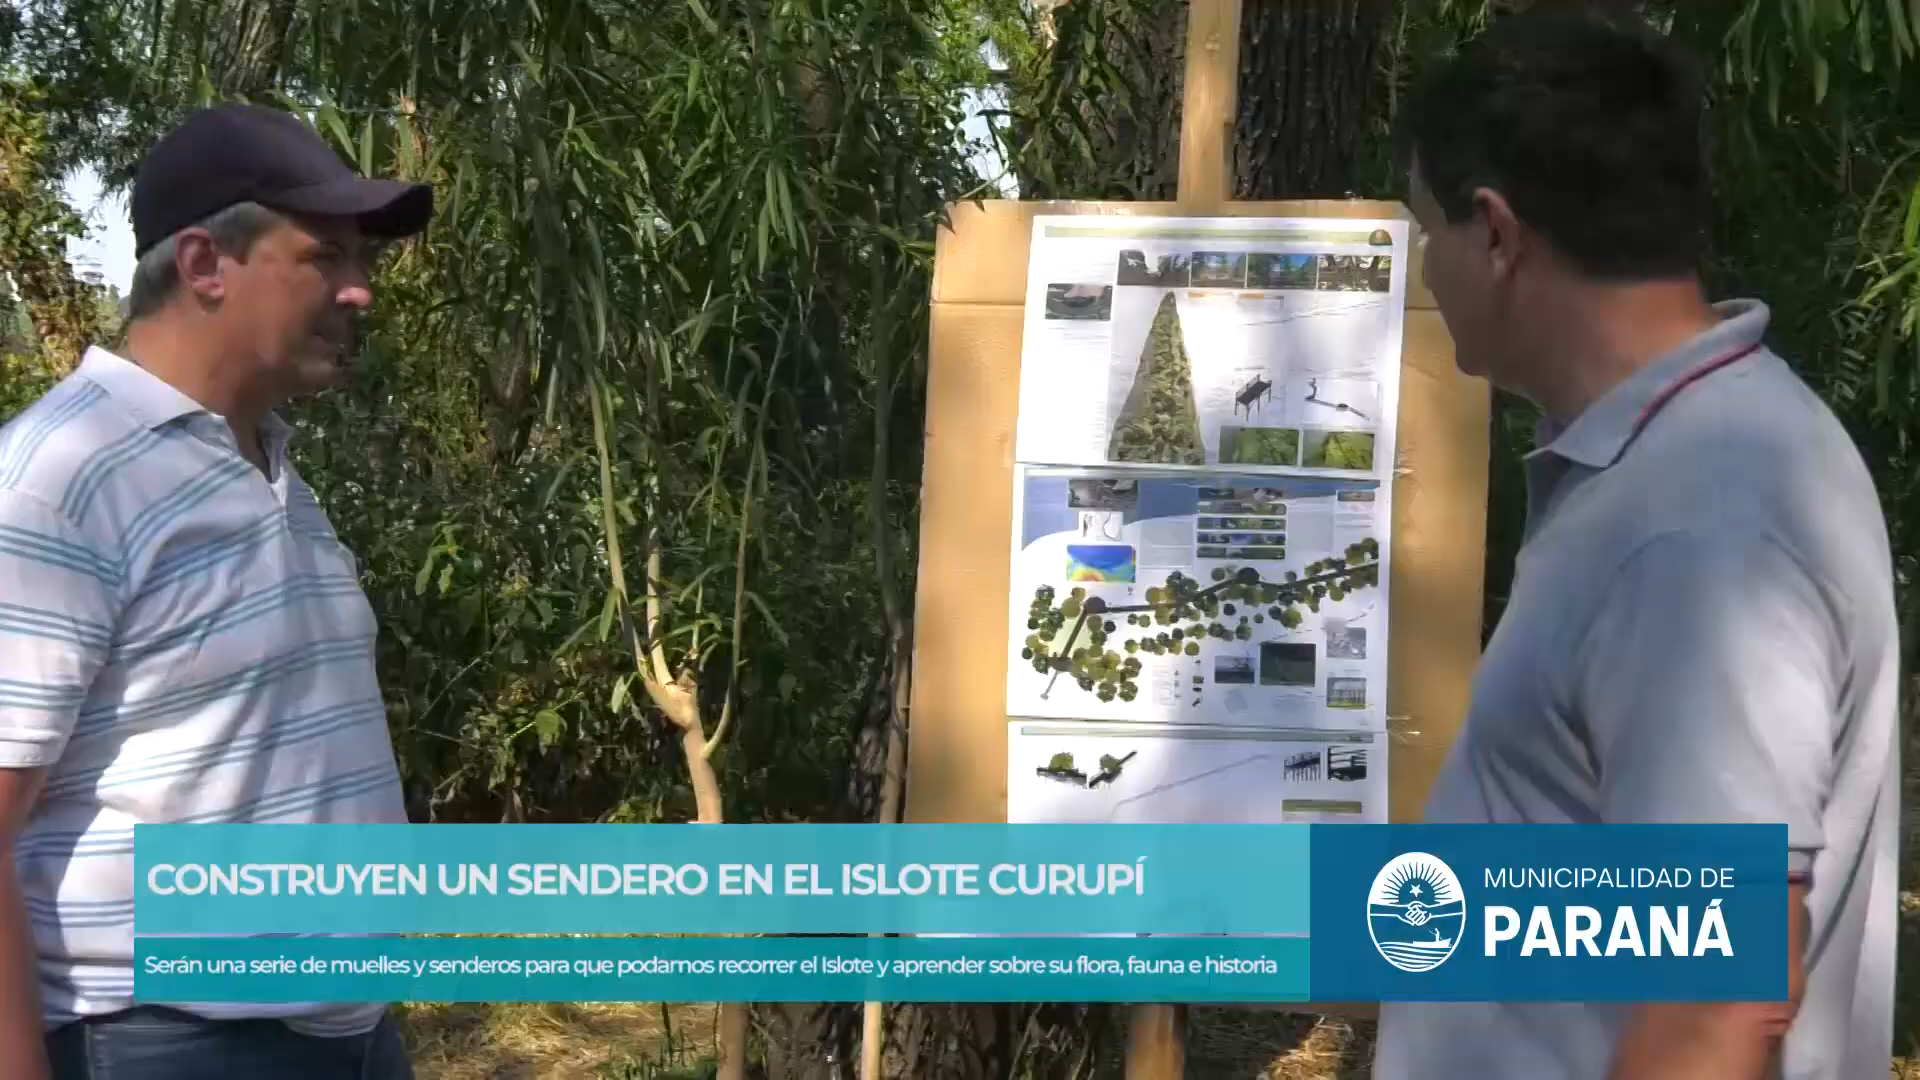 CONSTRUYEN UN SENDERO EN EL ISLOTE CURUPÍ
Serán una serie de muelles y senderos para que podamos recorrer el Islote y aprender sobre su flora, fauna e historia
MUNICIPALIDAD DE
PARANÁ